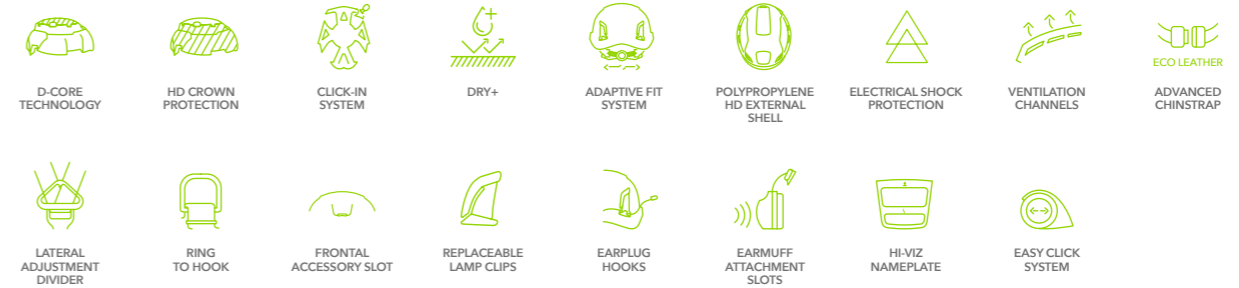 ECO LEATHER
D-CORE
TECHNOLOGY
HD CROWN
PROTECTION
CLICK-IN
SYSTEM
DRY+
ADAPTIVE FIT
SYSTEM
POLYPROPYLENE
HD EXTERNAL
SHELL
ELECTRICAL SHOCK
PROTECTION
VENTILATION
CHANNELS
ADVANCED
CHINSTRAP
LATERAL
ADJUSTMENT
DIVIDER
RING
TO HOOK
FRONTAL
ACCESSORY SLOT
REPLACEABLE
LAMP CLIPS
EARPLUG
HOOKS
EARMUFF
ATTACHMENT
SLOTS
HI-VIZ
NAMEPLATE
EASY CLICK
SYSTEM